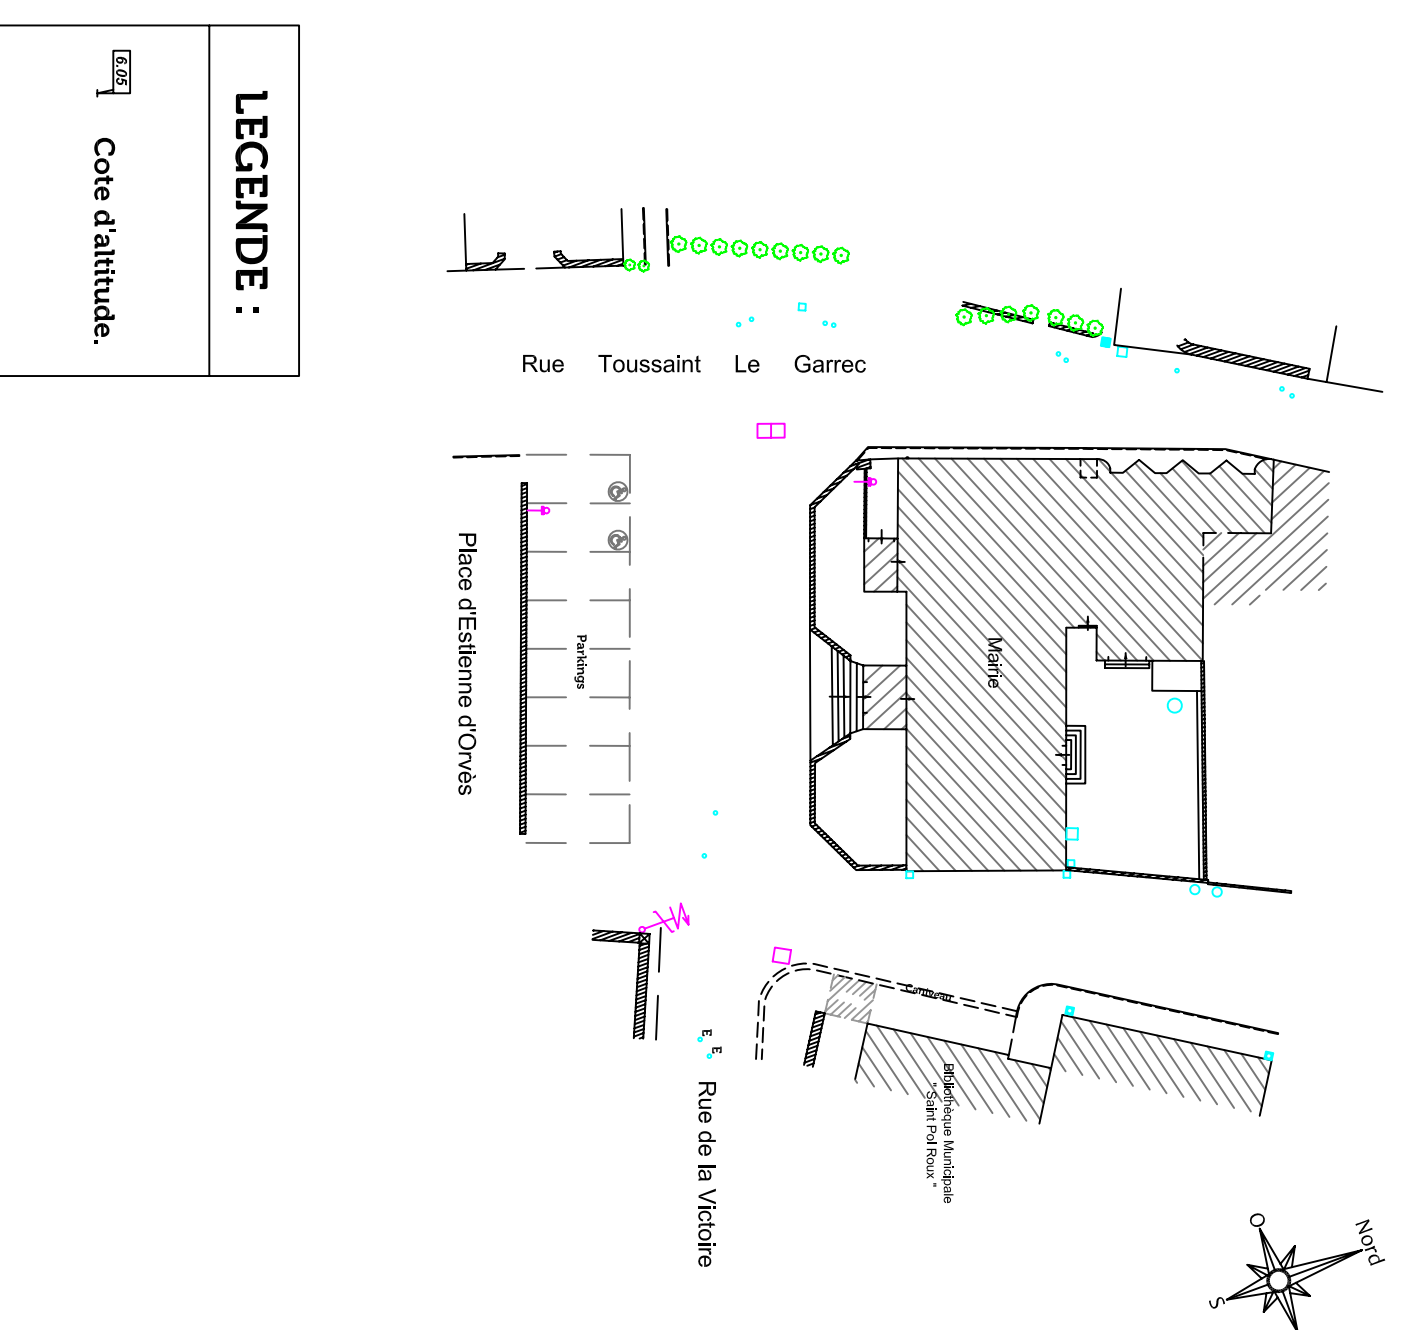 LEGENDE :
6.05
Cote d'altitude.
Rue Toussaint Le Garrec
Place d'Estienne d'Orvès
Parkings
Mairie
Caniveau
E
E
Rue de la Victoire
Bibliothèque Municipale
" Saint Pol Roux "
Nord
O
S